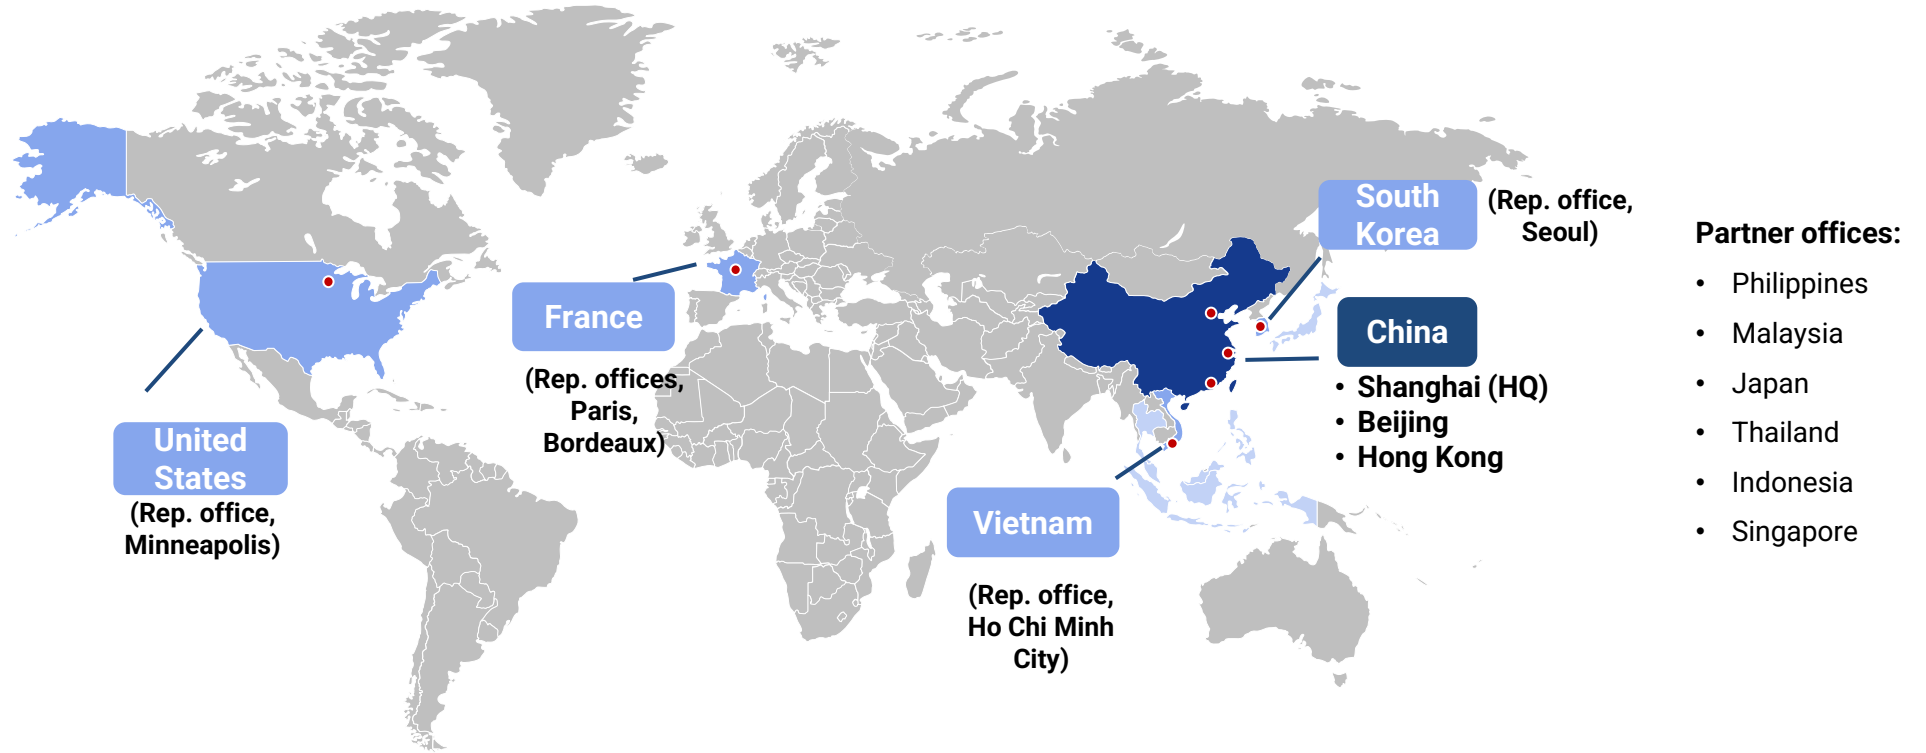 South
Korea
(Rep. office,
Seoul)
Partner offices:
• Philippines
• Malaysia
• Japan
• Thailand
• Indonesia
• Singapore
France
(Rep. offices,
Paris,
Bordeaux)
China
• Shanghai (HQ)
• Beijing
• Hong Kong
United
States
(Rep. office,
Minneapolis)
Vietnam
(Rep. office,
Ho Chi Minh
City)